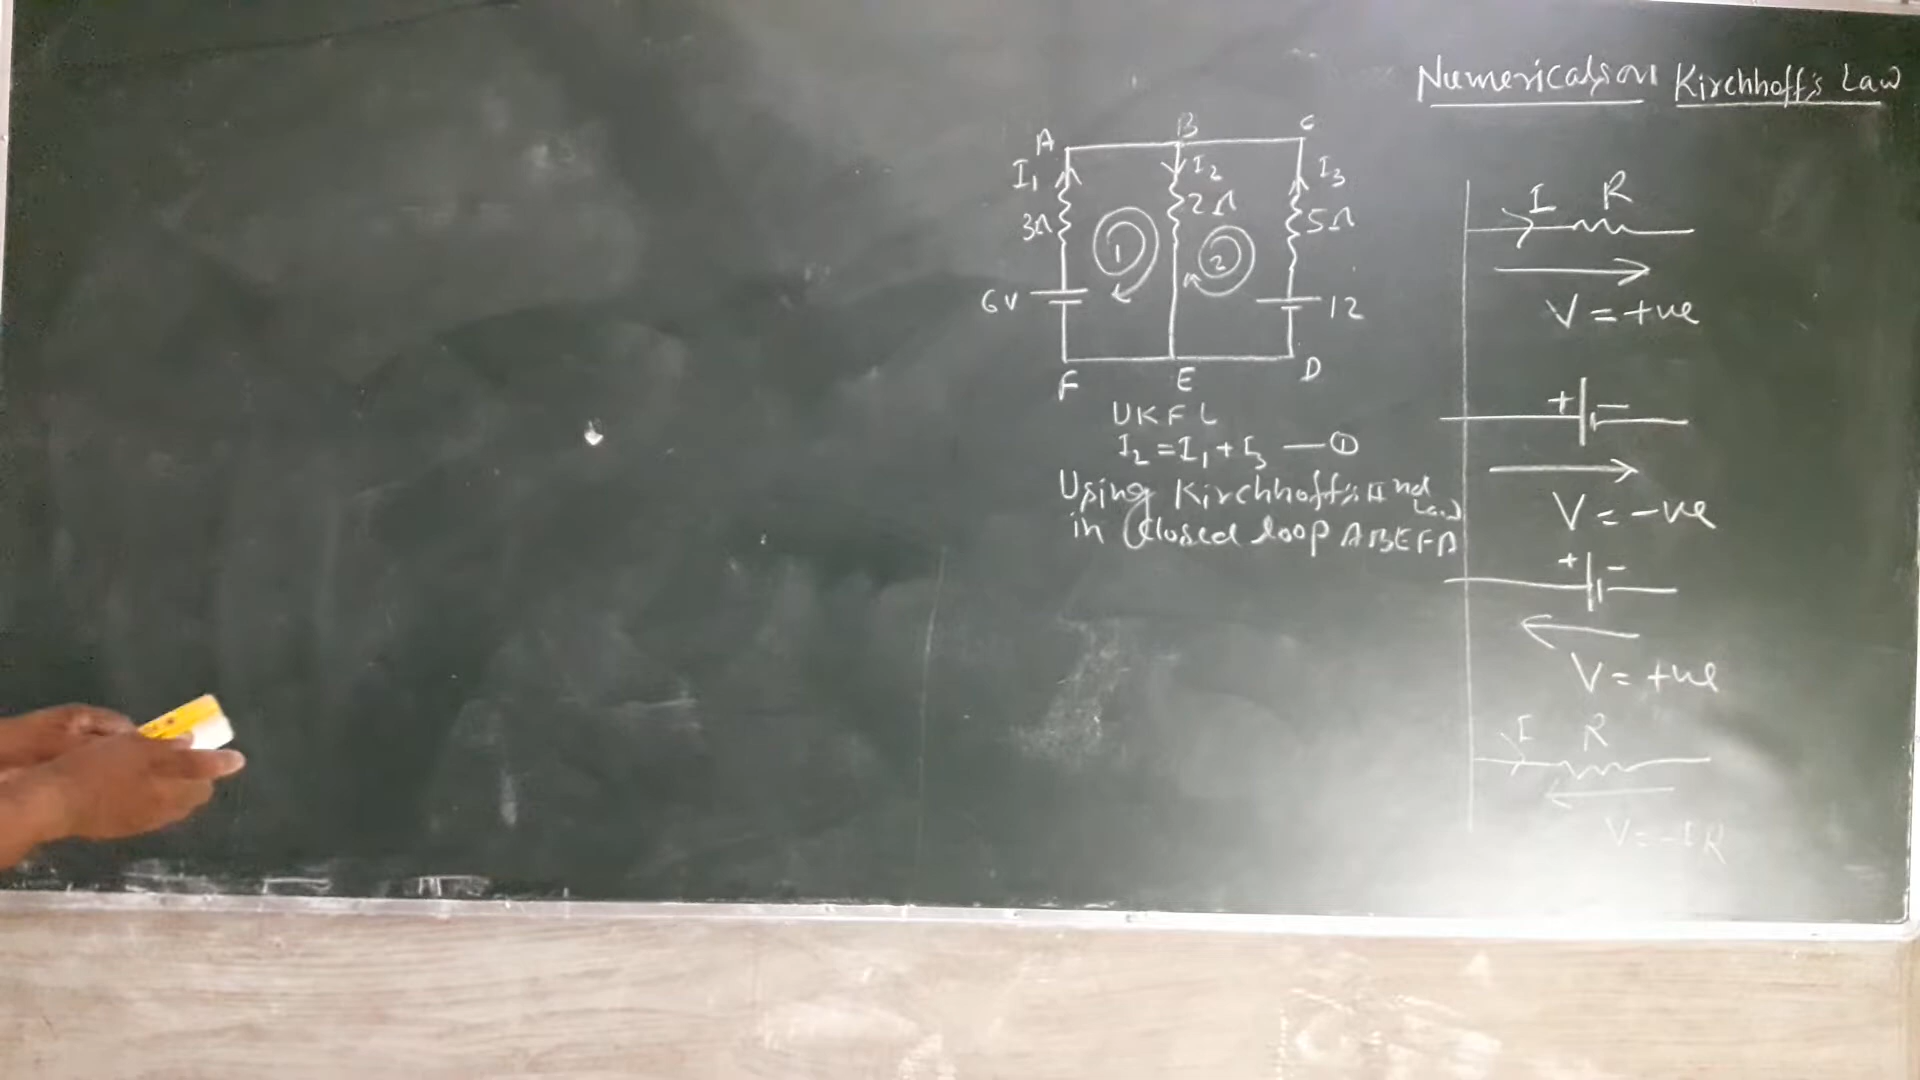 Numericals on Kirchhoff's Law
A B C
I1 I2 I3
3Ω 2Ω 5Ω
1 2
6V 12
F E D
UKFL
I2 = I1 + I3 — ①
Using Kirchhoff's IInd Law
in closed loop ABEFA
I R
V = +ve
+ −
V = −ve
+ −
V = +ve
I R
V = −IR